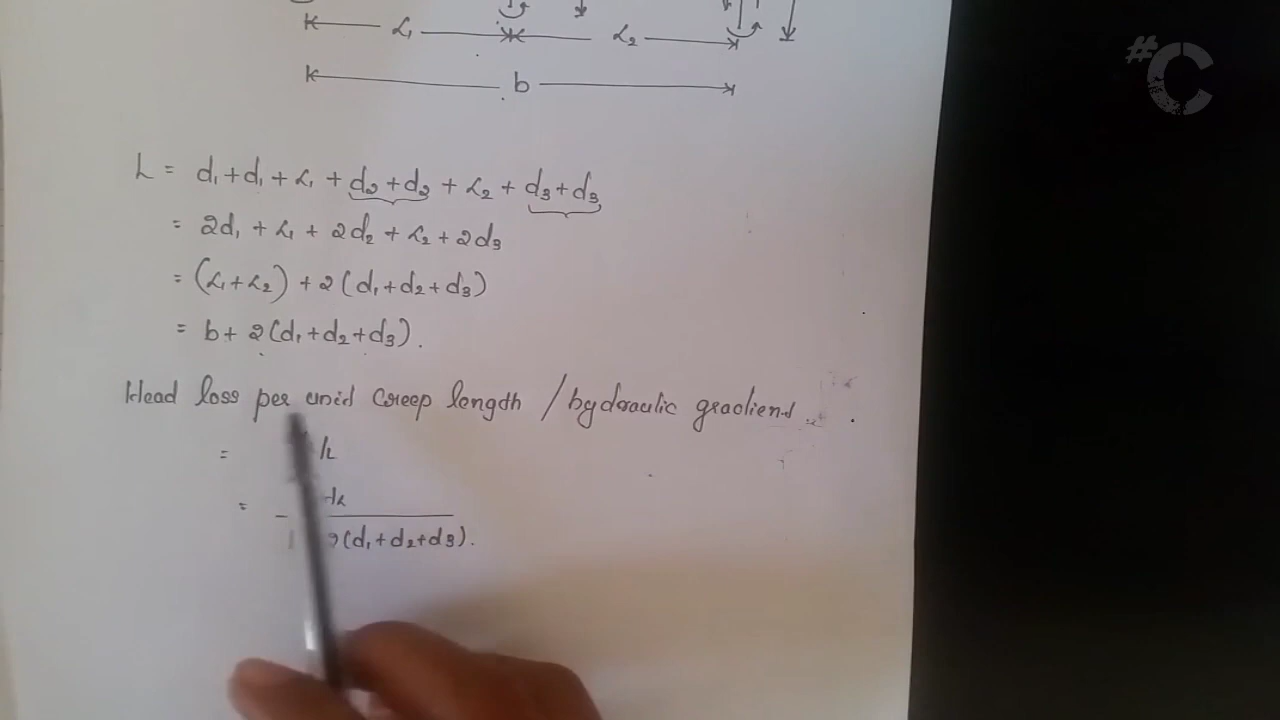 #C
L₁ L₂
b
L = d₁+d₁ + L₁ + d₂+d₂ + L₂ + d₃+d₃
= 2d₁ + L₁ + 2d₂ + L₂ + 2d₃
= (L₁+L₂) + 2(d₁+d₂+d₃)
= b+ 2(d₁+d₂+d₃).
Head loss per unit creep length / hydraulic gradient
=
=
2(d₁+d₂+d₃).